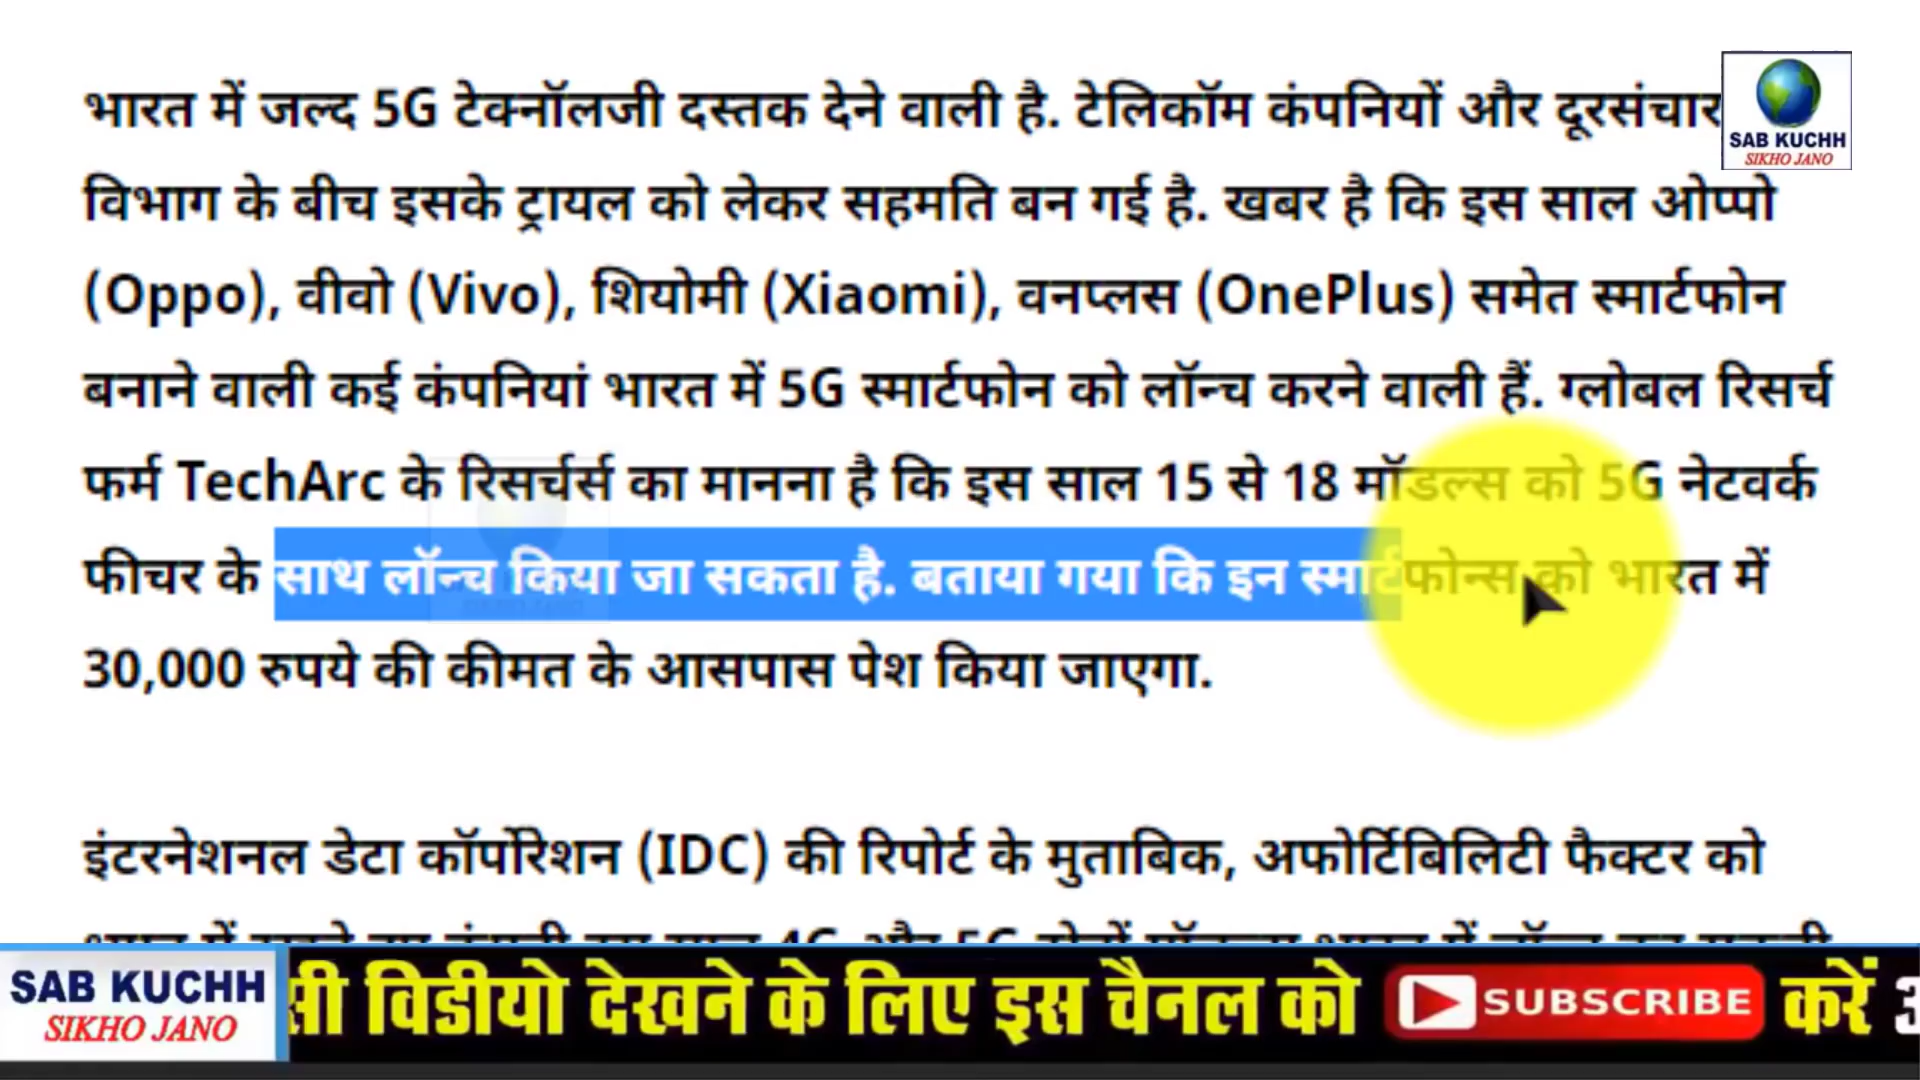 भारत में जल्द 5G टेक्नॉलजी दस्तक देने वाली है. टेलिकॉम कंपनियों और दूरसंचार
SAB KUCHH
SIKHO JANO
विभाग के बीच इसके ट्रायल को लेकर सहमति बन गई है. खबर है कि इस साल ओप्पो
(Oppo), वीवो (Vivo), शियोमी (Xiaomi), वनप्लस (OnePlus) समेत स्मार्टफोन
बनाने वाली कई कंपनियां भारत में 5G स्मार्टफोन को लॉन्च करने वाली हैं. ग्लोबल रिसर्च
फर्म TechArc के रिसर्चर्स का मानना है कि इस साल 15 से 18 मॉडल्स को 5G नेटवर्क
फीचर के साथ लॉन्च किया जा सकता है. बताया गया कि इन स्मार्टफोन्स को भारत में
30,000 रुपये की कीमत के आसपास पेश किया जाएगा.
इंटरनेशनल डेटा कॉर्पोरेशन (IDC) की रिपोर्ट के मुताबिक, अफोर्टिबिलिटी फैक्टर को
SAB KUCHH
SIKHO JANO
सी विडीयो देखने के लिए इस चैनल को SUBSCRIBE करें